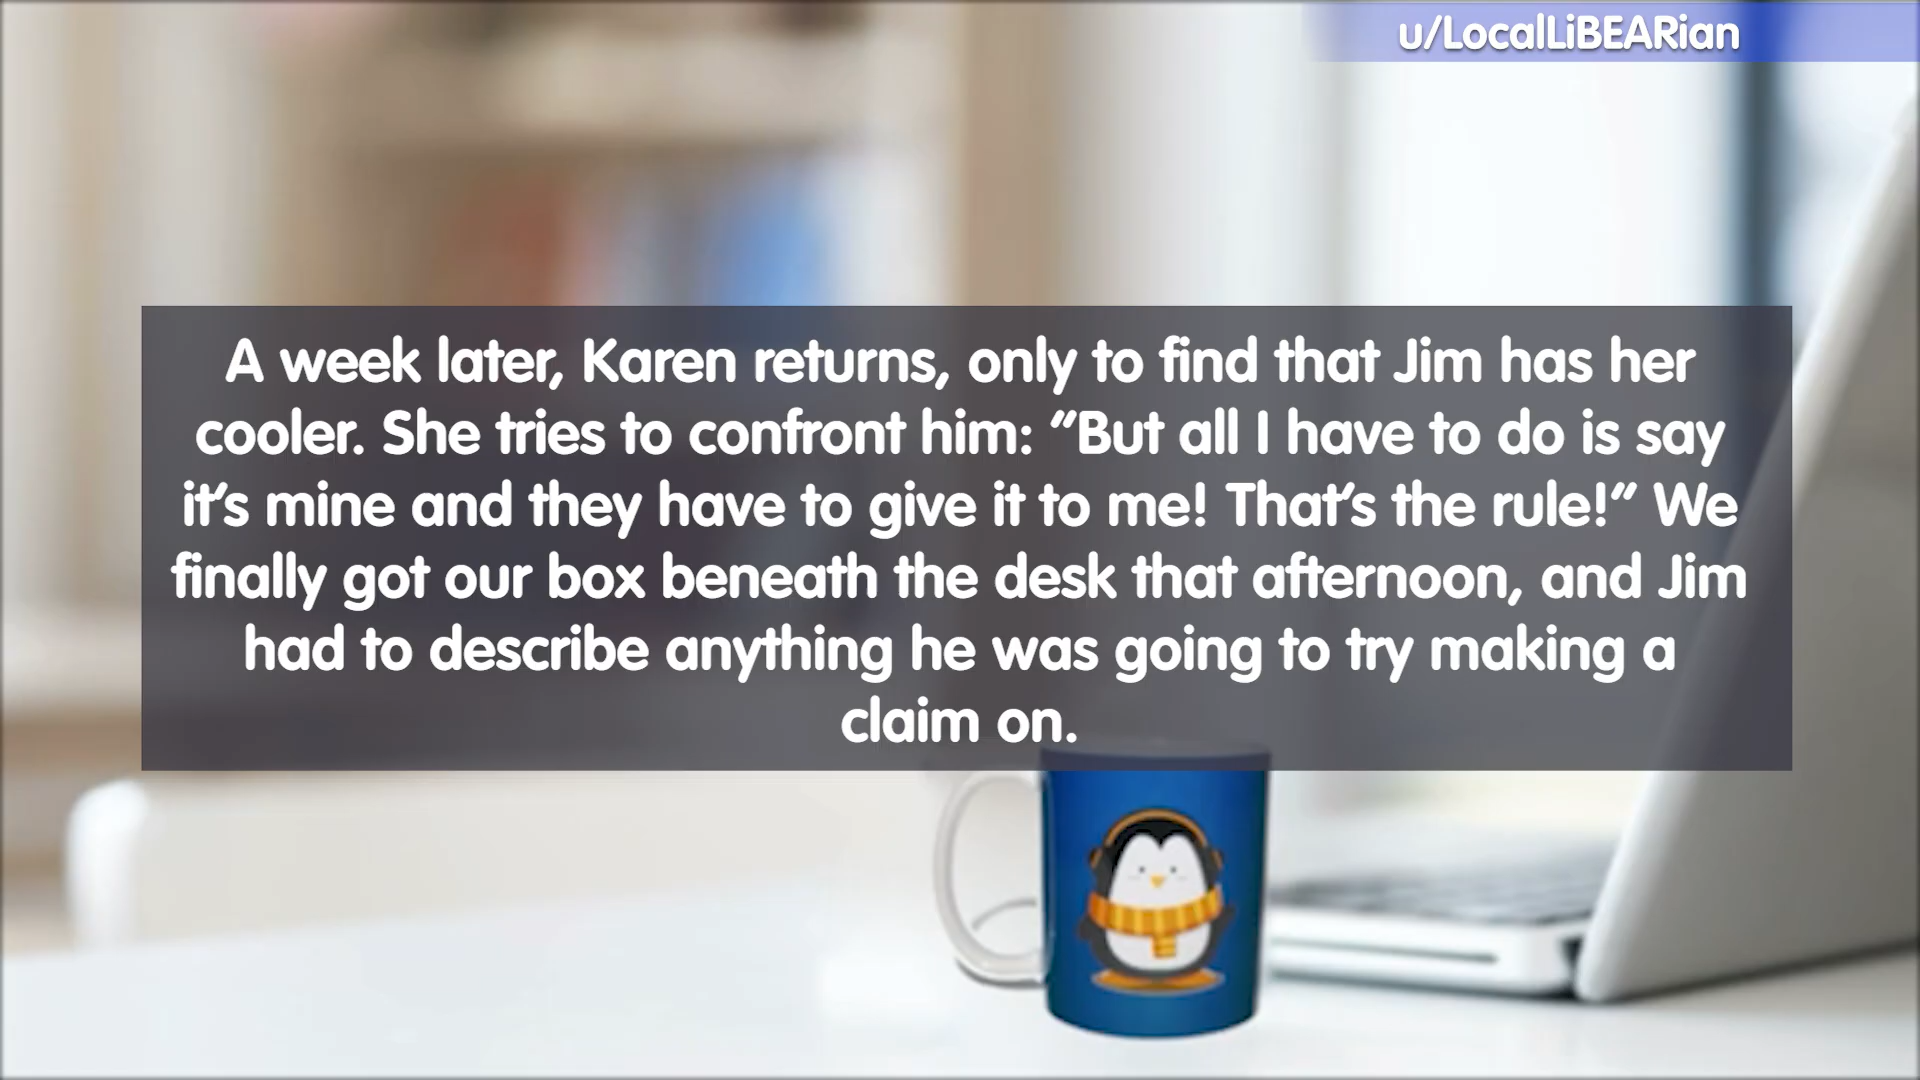 u/LocalLiBEARian
A week later, Karen returns, only to find that Jim has her
cooler. She tries to confront him: "But all I have to do is say
it's mine and they have to give it to me! That's the rule!" We
finally got our box beneath the desk that afternoon, and Jim
had to describe anything he was going to try making a
claim on.